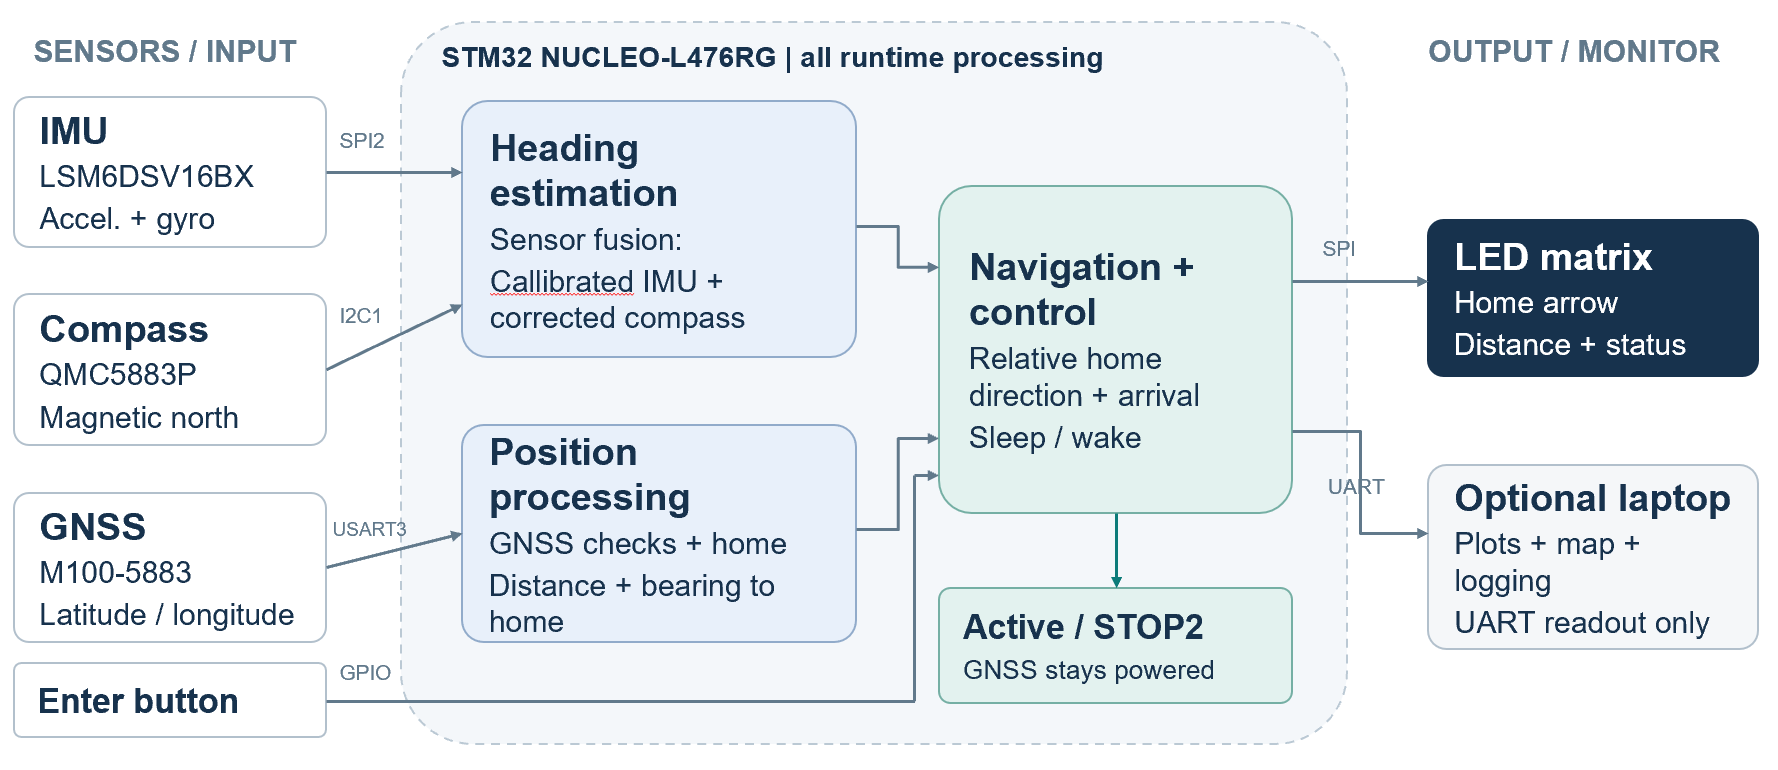 SENSORS / INPUT
STM32 NUCLEO-L476RG | all runtime processing
OUTPUT / MONITOR
IMU
LSM6DSV16BX
Accel. + gyro
SPI2
Compass
QMC5883P
Magnetic north
I2C1
GNSS
M100-5883
Latitude / longitude
USART3
Enter button
GPIO
Heading
estimation
Sensor fusion:
Callibrated IMU +
corrected compass
Position
processing
GNSS checks + home
Distance + bearing to
home
Navigation +
control
Relative home
direction + arrival
Sleep / wake
Active / STOP2
GNSS stays powered
SPI
LED matrix
Home arrow
Distance + status
UART
Optional laptop
Plots + map +
logging
UART readout only